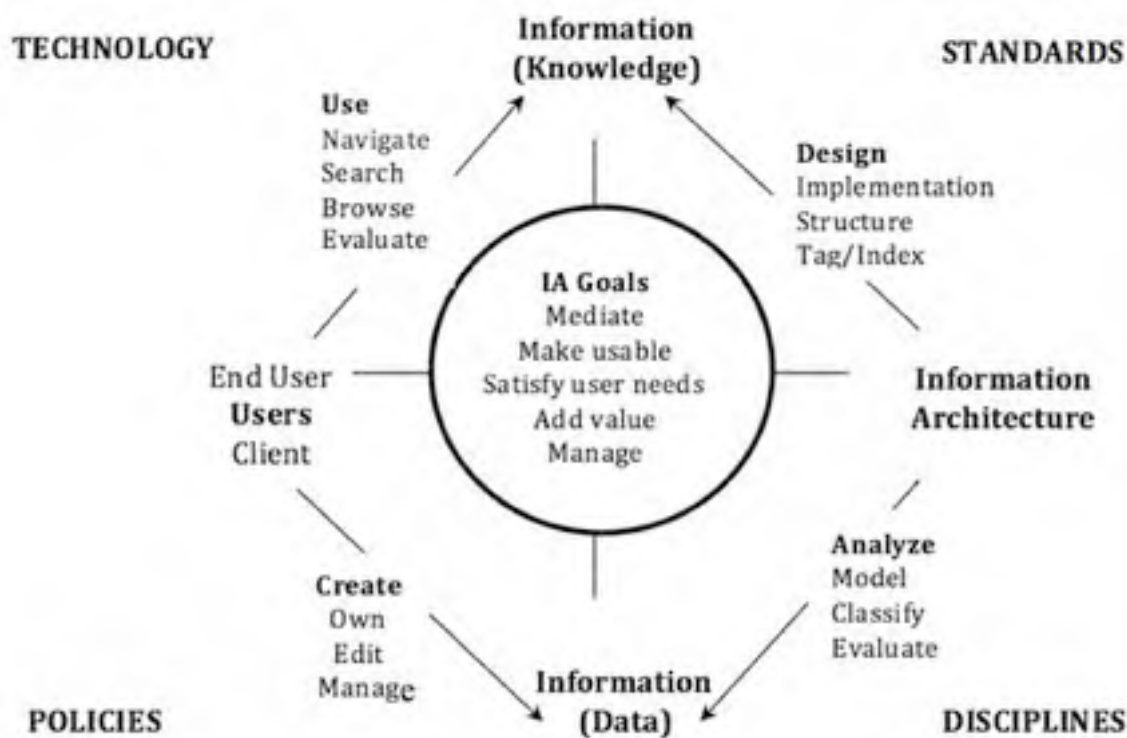 Information
(Knowledge)
TECHNOLOGY
STANDARDS
Use
Navigate
Search
Browse
Evaluate
Design
Implementation
Structure
Tag/Index
IA Goals
Mediate
Make usable
Satisfy user needs
Add value
Manage
End User
Users
Client
Information
Architecture
Create
Own
Edit
Manage
Analyze
Model
Classify
Evaluate
Information
(Data)
POLICIES
DISCIPLINES